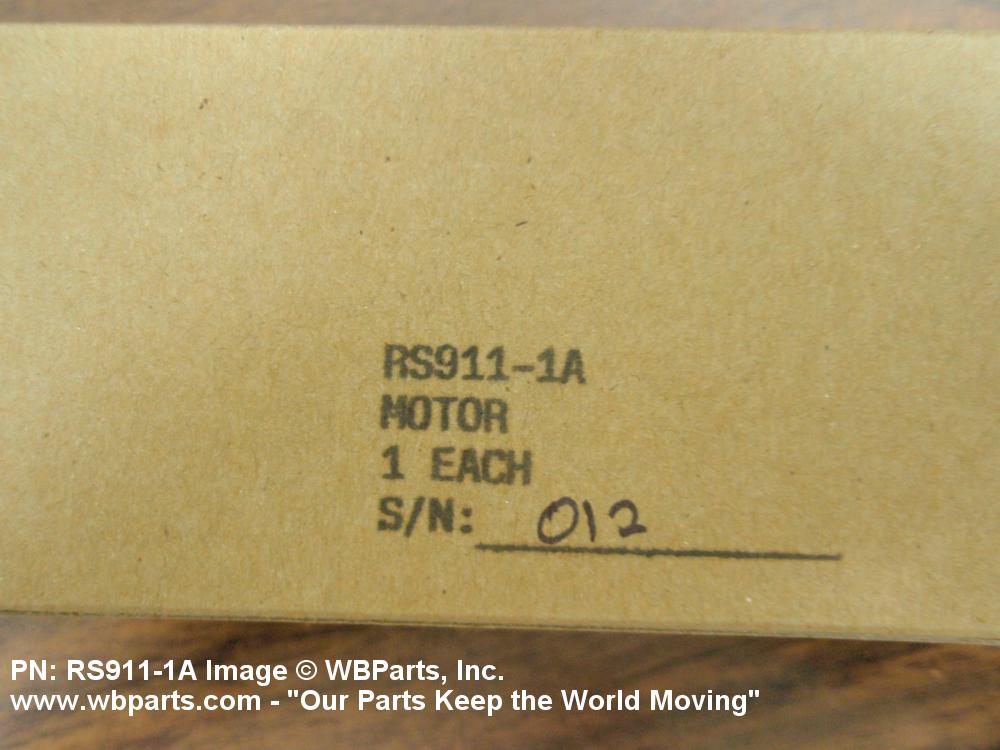 RS911-1A
MOTOR
1 EACH
S/N: 012
PN: RS911-1A Image © WBParts, Inc.
www.wbparts.com - "Our Parts Keep the World Moving"